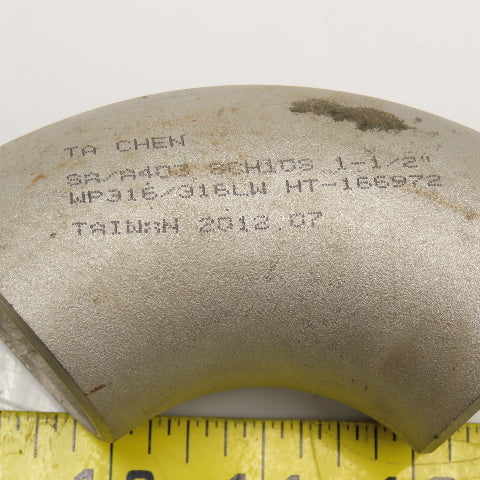 TA CHEN
SA/A403 SCH10S 1-1/2"
WP316/316LW HT-166972
TAIWAN 2012.07